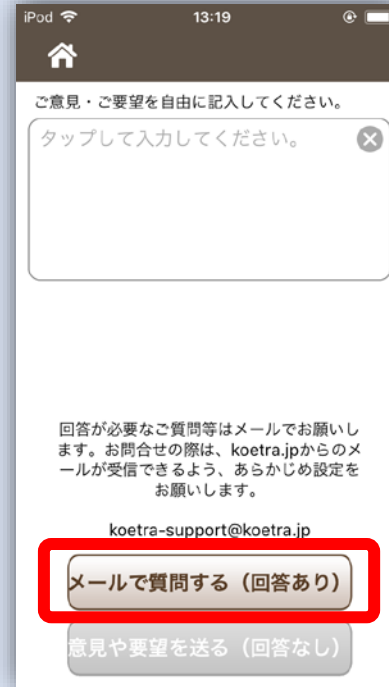 iPod 13:19
ご意見・ご要望を自由に記入してください。
タップして入力してください。
回答が必要なご質問等はメールでお願いし
ます。お問合せの際は、koetra.jpからのメ
ールが受信できるよう、あらかじめ設定を
お願いします。
koetra-support@koetra.jp
メールで質問する（回答あり）
意見や要望を送る（回答なし）